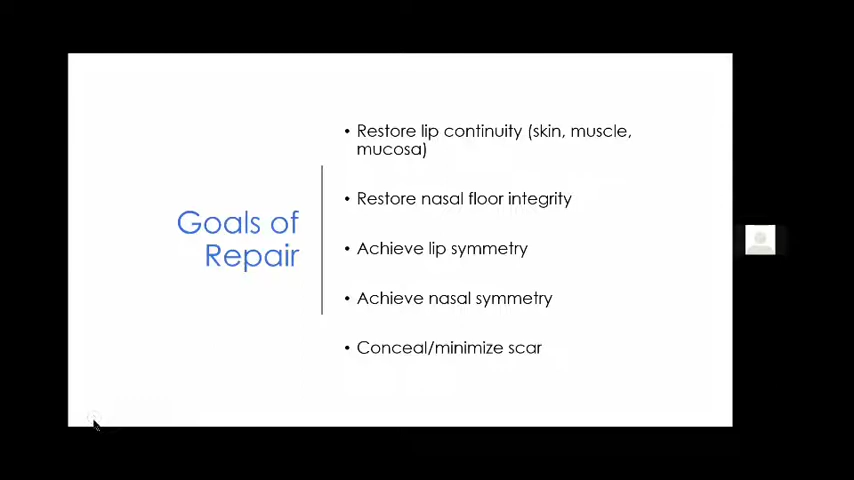 Goals of
Repair
• Restore lip continuity (skin, muscle,
mucosa)
• Restore nasal floor integrity
• Achieve lip symmetry
• Achieve nasal symmetry
• Conceal/minimize scar